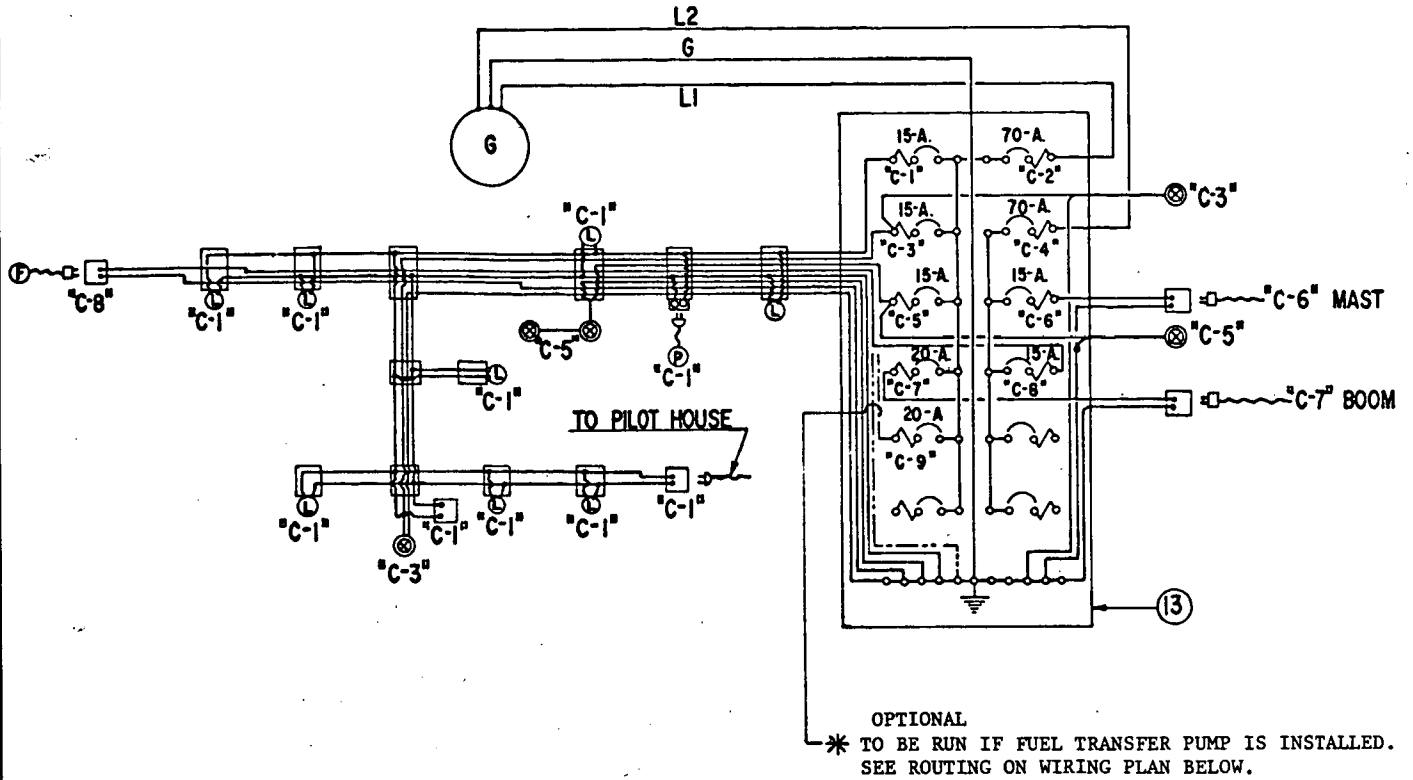 L2
G
L1
G
15-A. 70-A.
"C-1" "C-2"
"C-3"
15-A. 70-A.
"C-3" "C-4"
"C-1"
L
F
"C-8"
L
"C-1"
L
"C-1"
L
15-A. 15-A.
"C-5" "C-6"
"C-6" MAST
"C-5"
"C-5"
P
"C-1"
20-A. 15-A.
"C-7" "C-8"
L
"C-1"
"C-7" BOOM
TO PILOT HOUSE
20-A
"C-9"
L
"C-1"
"C-1"
L
"C-1"
L
"C-1"
"C-1"
"C-3"
13
OPTIONAL
* TO BE RUN IF FUEL TRANSFER PUMP IS INSTALLED.
SEE ROUTING ON WIRING PLAN BELOW.